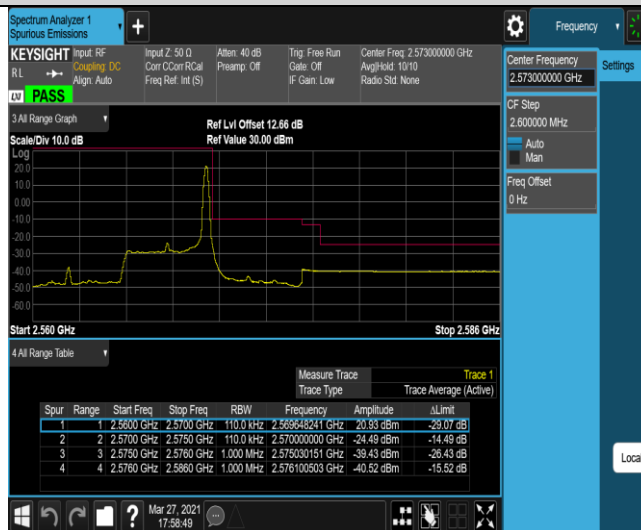 Spectrum Analyzer 1
Spurious Emissions
Frequency
KEYSIGHT
RL
Input: RF
Coupling: DC
Align: Auto
Input Z: 50 Ω
Corr CCorr RCal
Freq Ref: Int (S)
Atten: 40 dB
Preamp: Off
Trig: Free Run
Gate: Off
IF Gain: Low
Center Freq: 2.573000000 GHz
Avg|Hold: 10/10
Radio Std: None
LXI PASS
3 All Range Graph
Scale/Div 10.0 dB
Ref Lvl Offset 12.66 dB
Ref Value 30.00 dBm
Log
20.0
10.0
0.00
-10.0
-20.0
-30.0
-40.0
-50.0
-60.0
Start 2.560 GHz
Stop 2.586 GHz
4 All Range Table
Measure Trace Trace 1
Trace Type Trace Average (Active)
Spur Range Start Freq Stop Freq RBW Frequency Amplitude ΔLimit
1 1 2.5600 GHz 2.5700 GHz 110.0 kHz 2.569648241 GHz 20.93 dBm -29.07 dB
2 2 2.5700 GHz 2.5750 GHz 110.0 kHz 2.570000000 GHz -24.49 dBm -14.49 dB
3 3 2.5750 GHz 2.5760 GHz 1.000 MHz 2.575030151 GHz -39.43 dBm -26.43 dB
4 4 2.5760 GHz 2.5860 GHz 1.000 MHz 2.576100503 GHz -40.52 dBm -15.52 dB
Mar 27, 2021
17:58:49
Center Frequency
2.573000000 GHz
Settings
CF Step
2.600000 MHz
Auto
Man
Freq Offset
0 Hz
Local